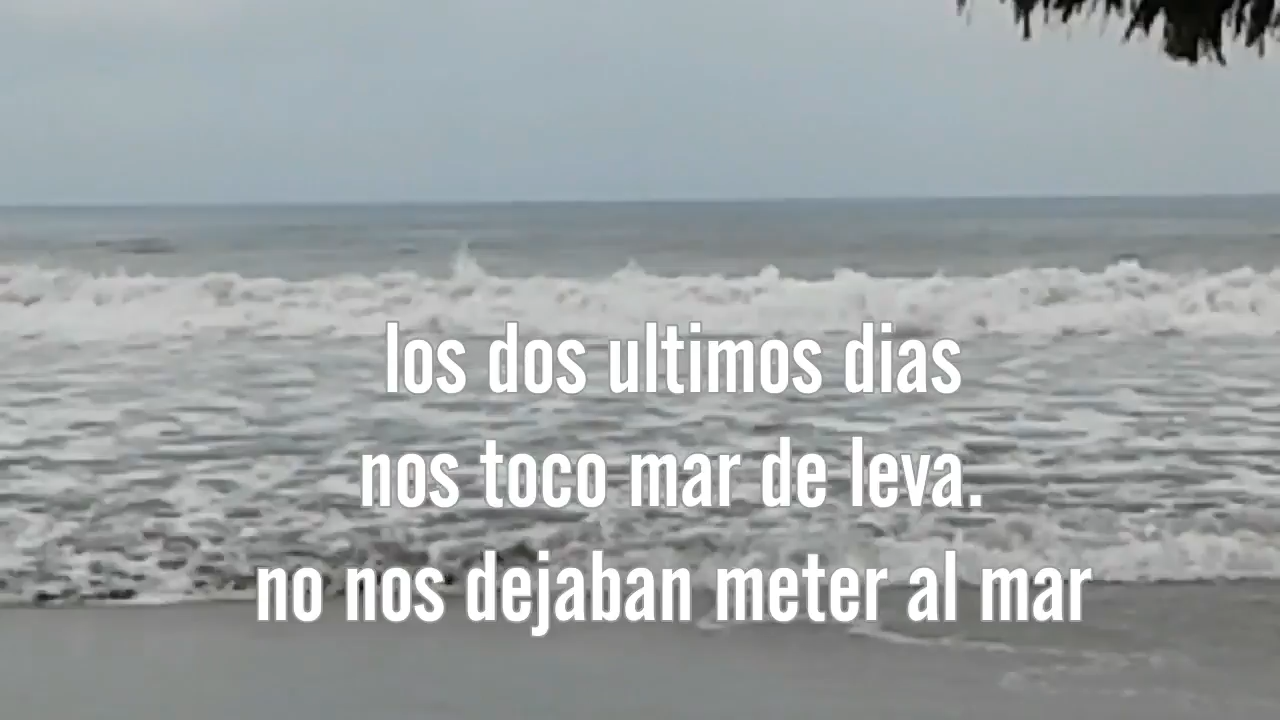 los dos ultimos dias
nos toco mar de leva.
no nos dejaban meter al mar